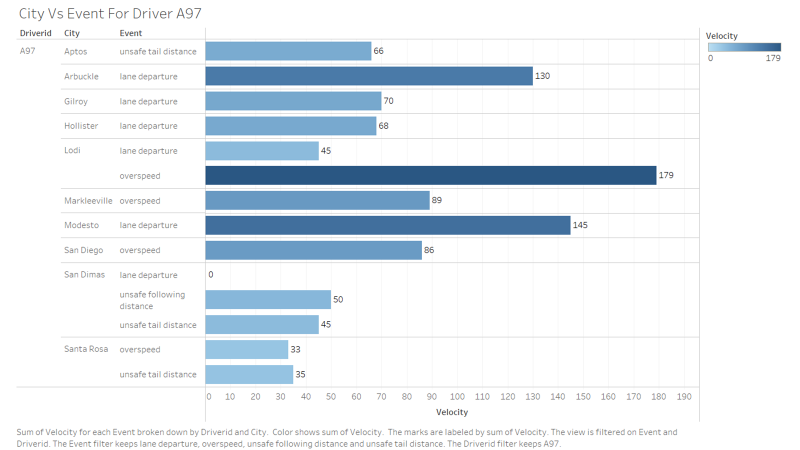 City Vs Event For Driver A97
Driverid City Event
Velocity
0 179
A97 Aptos unsafe tail distance 66
Arbuckle lane departure 130
Gilroy lane departure 70
Hollister lane departure 68
Lodi lane departure 45
overspeed 179
Markleeville overspeed 89
Modesto lane departure 145
San Diego overspeed 86
San Dimas lane departure 0
unsafe following
distance 50
unsafe tail distance 45
Santa Rosa overspeed 33
unsafe tail distance 35
0 10 20 30 40 50 60 70 80 90 100 110 120 130 140 150 160 170 180 190
Velocity
Sum of Velocity for each Event broken down by Driverid and City. Color shows sum of Velocity. The marks are labeled by sum of Velocity. The view is filtered on Event and
Driverid. The Event filter keeps lane departure, overspeed, unsafe following distance and unsafe tail distance. The Driverid filter keeps A97.